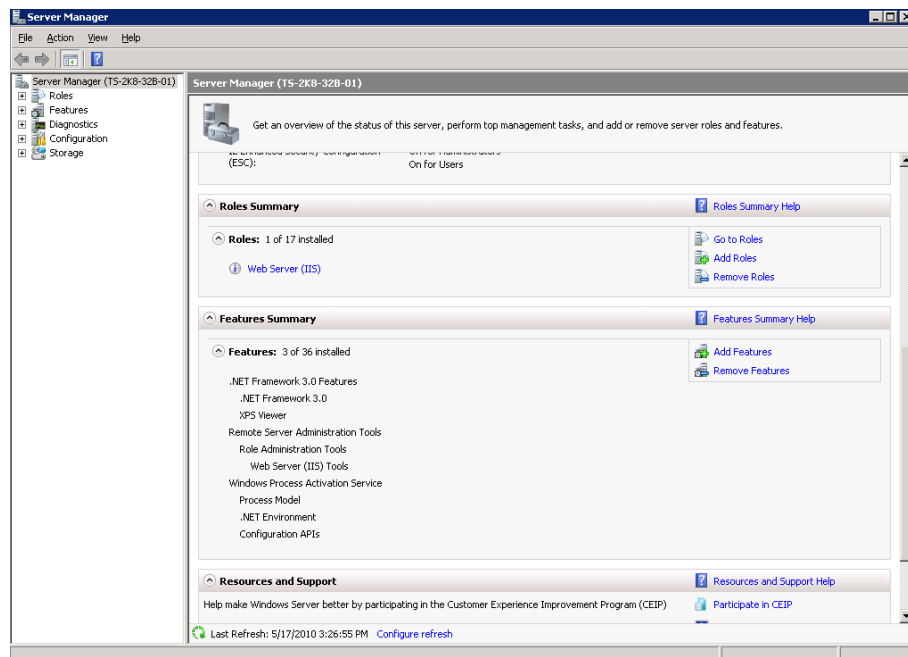 Server Manager
File Action View Help
Server Manager (TS-2K8-32B-01)
Roles
Features
Diagnostics
Configuration
Storage
Server Manager (TS-2K8-32B-01)
Get an overview of the status of this server, perform top management tasks, and add or remove server roles and features.
(ESC):
On for Users
Roles Summary
Roles Summary Help
Roles: 1 of 17 installed
Web Server (IIS)
Go to Roles
Add Roles
Remove Roles
Features Summary
Features Summary Help
Features: 3 of 36 installed
.NET Framework 3.0 Features
.NET Framework 3.0
XPS Viewer
Remote Server Administration Tools
Role Administration Tools
Web Server (IIS) Tools
Windows Process Activation Service
Process Model
.NET Environment
Configuration APIs
Add Features
Remove Features
Resources and Support
Resources and Support Help
Help make Windows Server better by participating in the Customer Experience Improvement Program (CEIP)
Participate in CEIP
Last Refresh: 5/17/2010 3:26:55 PM Configure refresh